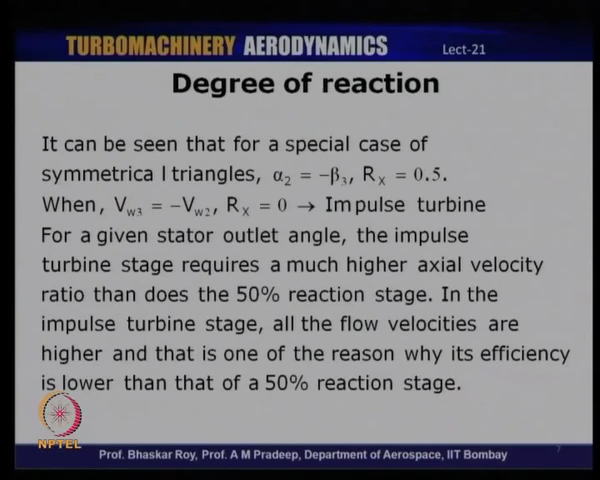 TURBOMACHINERY AERODYNAMICS Lect-21
Degree of reaction
It can be seen that for a special case of
symmetrica l triangles, α₂ = −β₃, Rₓ = 0.5.
When, V_w3 = −V_w2, Rₓ = 0 → Impulse turbine
For a given stator outlet angle, the impulse
turbine stage requires a much higher axial velocity
ratio than does the 50% reaction stage. In the
impulse turbine stage, all the flow velocities are
higher and that is one of the reason why its efficiency
is lower than that of a 50% reaction stage.
NPTEL
Prof. Bhaskar Roy, Prof. A M Pradeep, Department of Aerospace, IIT Bombay
7